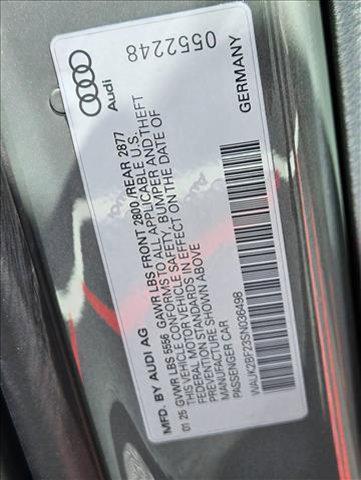 Audi
0552248
MFD. BY AUDI AG
GERMANY
01 25 GVWR LBS 5556 GAWR LBS FRONT 2800 /REAR 2877
THIS VEHICLE CONFORMS TO ALL APPLICABLE U.S.
FEDERAL MOTOR VEHICLE SAFETY, BUMPER AND THEFT
PREVENTION STANDARDS IN EFFECT ON THE DATE OF
MANUFACTURE SHOWN ABOVE
PASSENGER CAR
WAUK2BF23SN036498